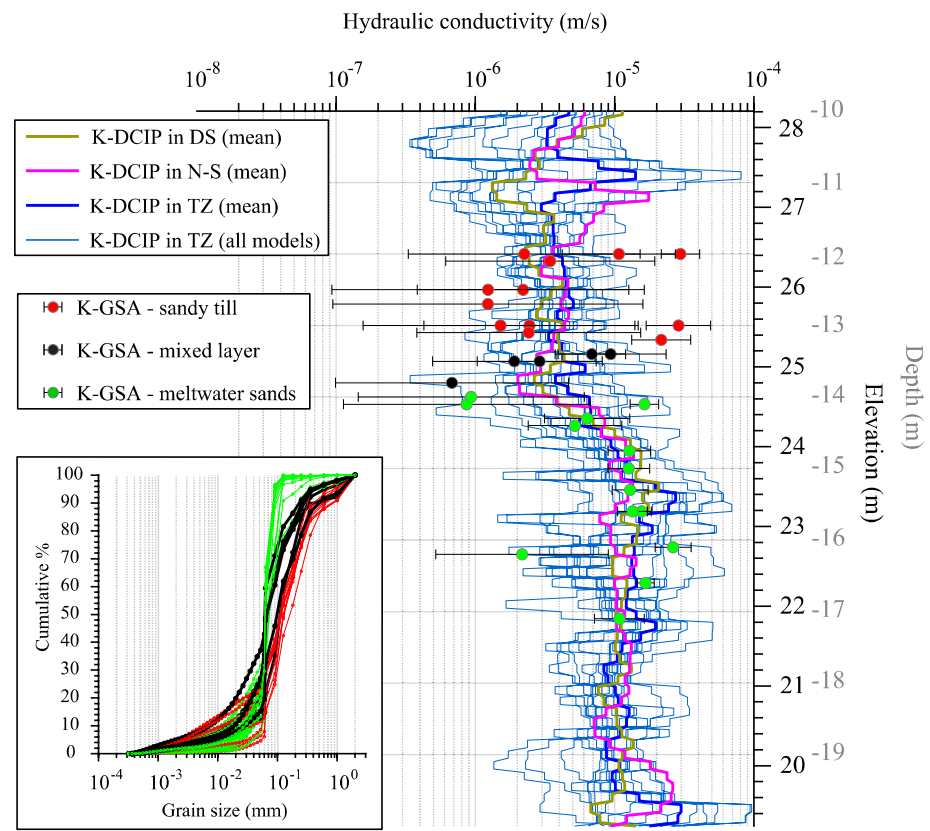 Hydraulic conductivity (m/s)
10⁻⁸ 10⁻⁷ 10⁻⁶ 10⁻⁵ 10⁻⁴
K-DCIP in DS (mean)
K-DCIP in N-S (mean)
K-DCIP in TZ (mean)
K-DCIP in TZ (all models)
K-GSA - sandy till
K-GSA - mixed layer
K-GSA - meltwater sands
28
27
26
25
24
23
22
21
20
Elevation (m)
-10
-11
-12
-13
-14
-15
-16
-17
-18
-19
Depth (m)
100
90
80
70
60
50
40
30
20
10
0
Cumulative %
10⁻⁴ 10⁻³ 10⁻² 10⁻¹ 10⁰
Grain size (mm)